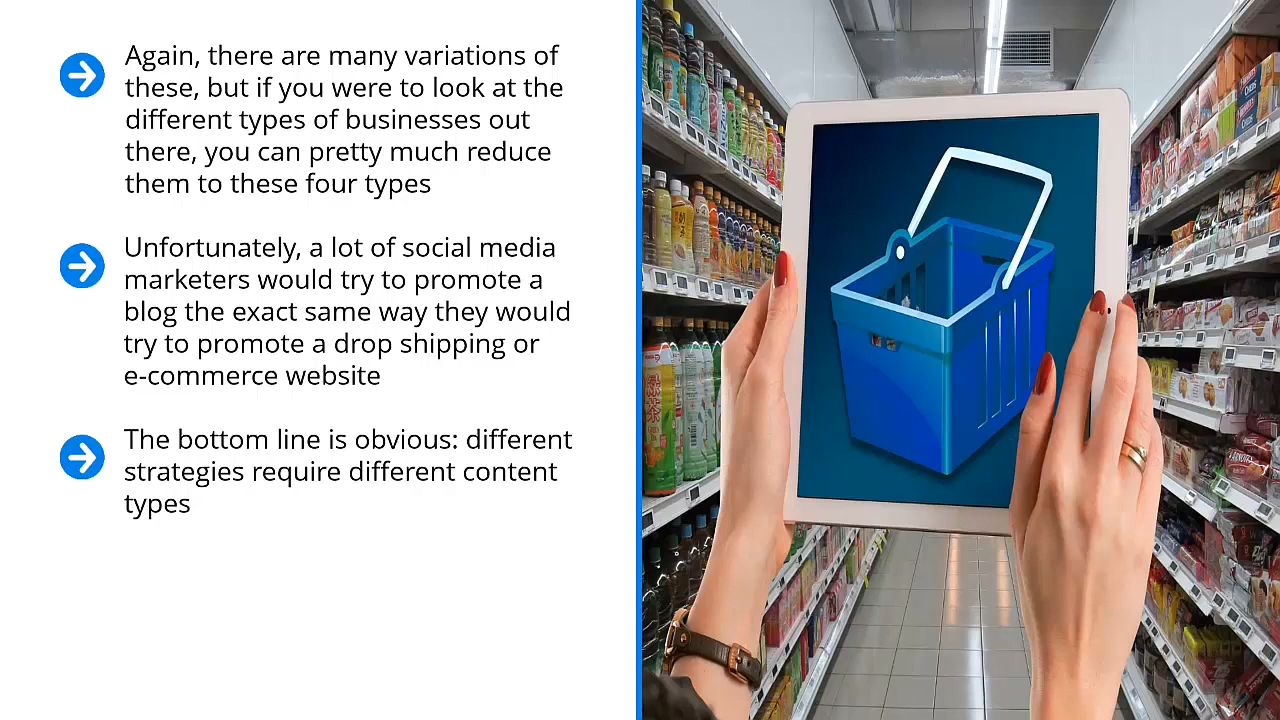 Again, there are many variations of
these, but if you were to look at the
different types of businesses out
there, you can pretty much reduce
them to these four types
Unfortunately, a lot of social media
marketers would try to promote a
blog the exact same way they would
try to promote a drop shipping or
e-commerce website
The bottom line is obvious: different
strategies require different content
types